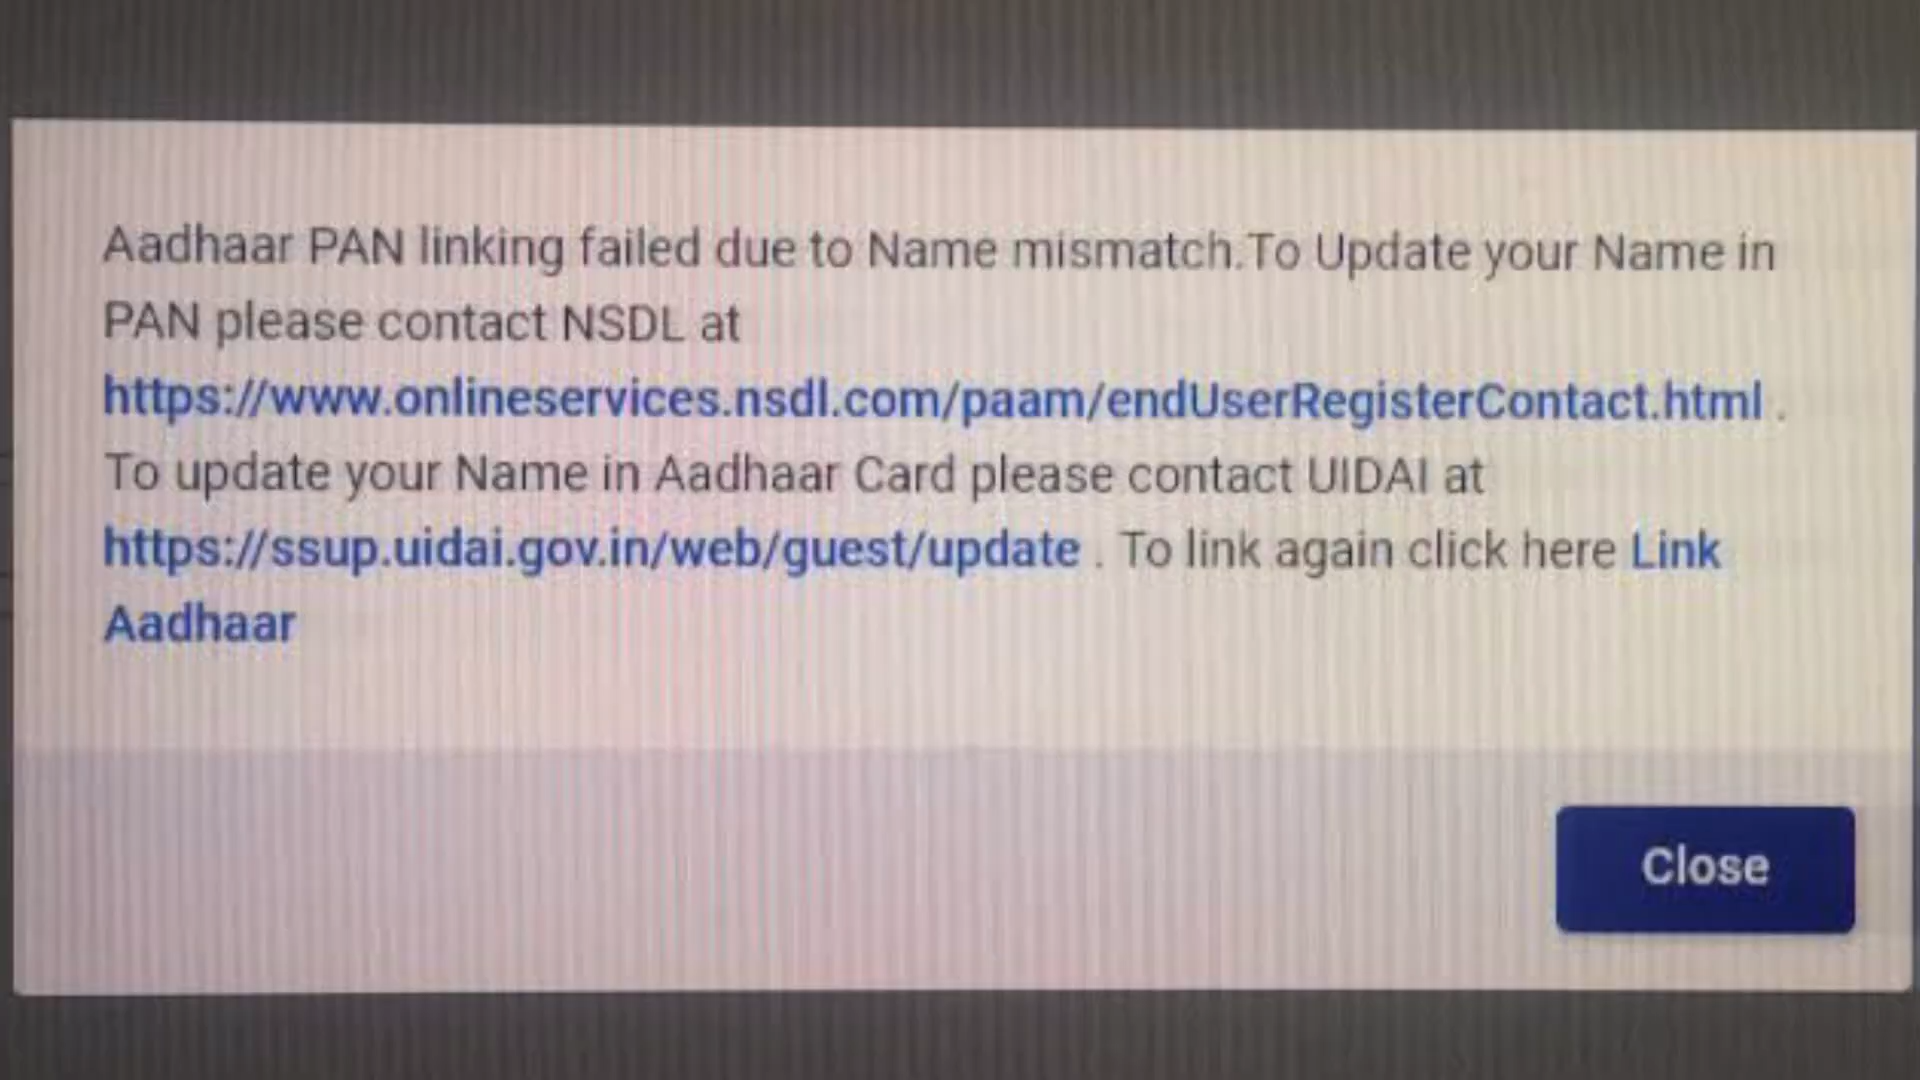 Aadhaar PAN linking failed due to Name mismatch.To Update your Name in
PAN please contact NSDL at
https://www.onlineservices.nsdl.com/paam/endUserRegisterContact.html .
To update your Name in Aadhaar Card please contact UIDAI at
https://ssup.uidai.gov.in/web/guest/update . To link again click here Link
Aadhaar
Close